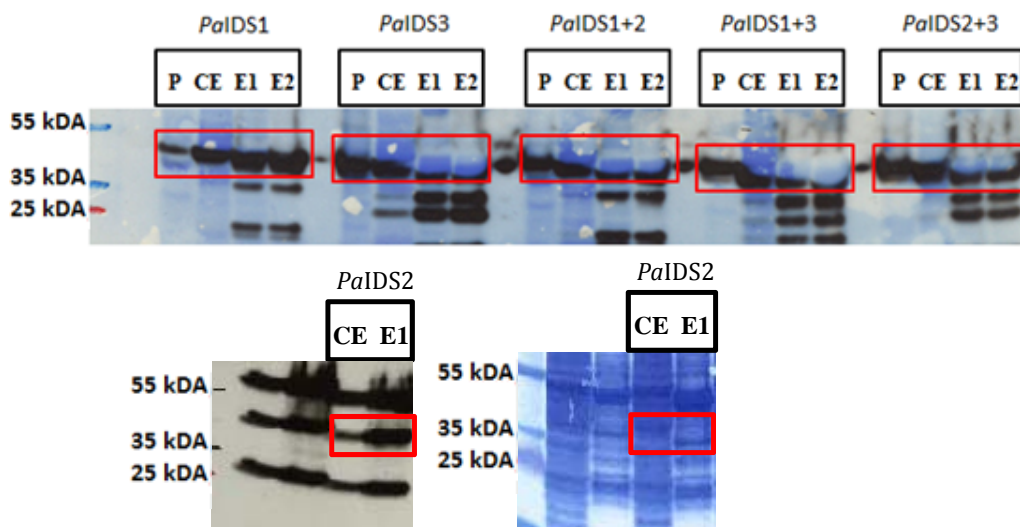 PaIDS1 PaIDS3 PaIDS1+2 PaIDS1+3 PaIDS2+3
P CE E1 E2 P CE E1 E2 P CE E1 E2 P CE E1 E2 P CE E1 E2
55 kDA
35 kDA
25 kDA
PaIDS2 PaIDS2
CE E1 CE E1
55 kDA 55 kDA
35 kDA 35 kDA
25 kDA 25 kDA